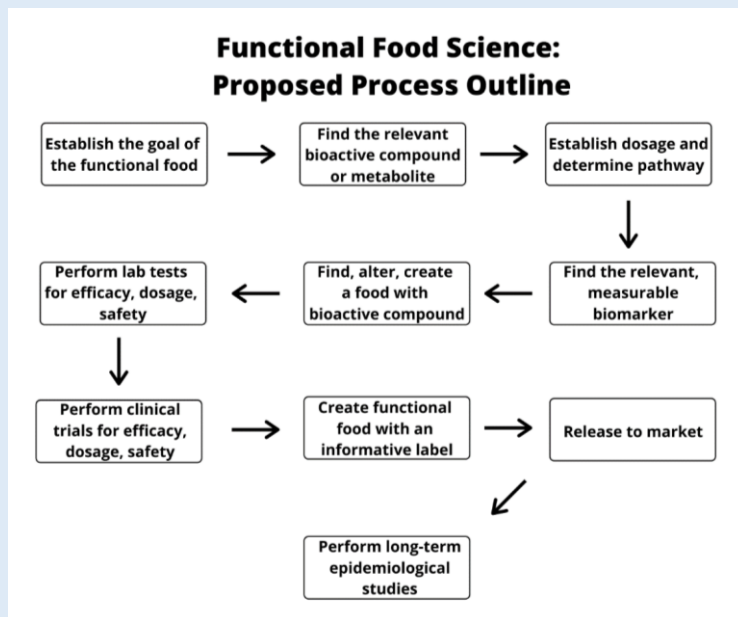 Functional Food Science:
Proposed Process Outline
Establish the goal of
the functional food
Find the relevant
bioactive compound
or metabolite
Establish dosage and
determine pathway
Find the relevant,
measurable
biomarker
Find, alter, create
a food with
bioactive compound
Perform lab tests
for efficacy, dosage,
safety
Perform clinical
trials for efficacy,
dosage, safety
Create functional
food with an
informative label
Release to market
Perform long-term
epidemiological
studies